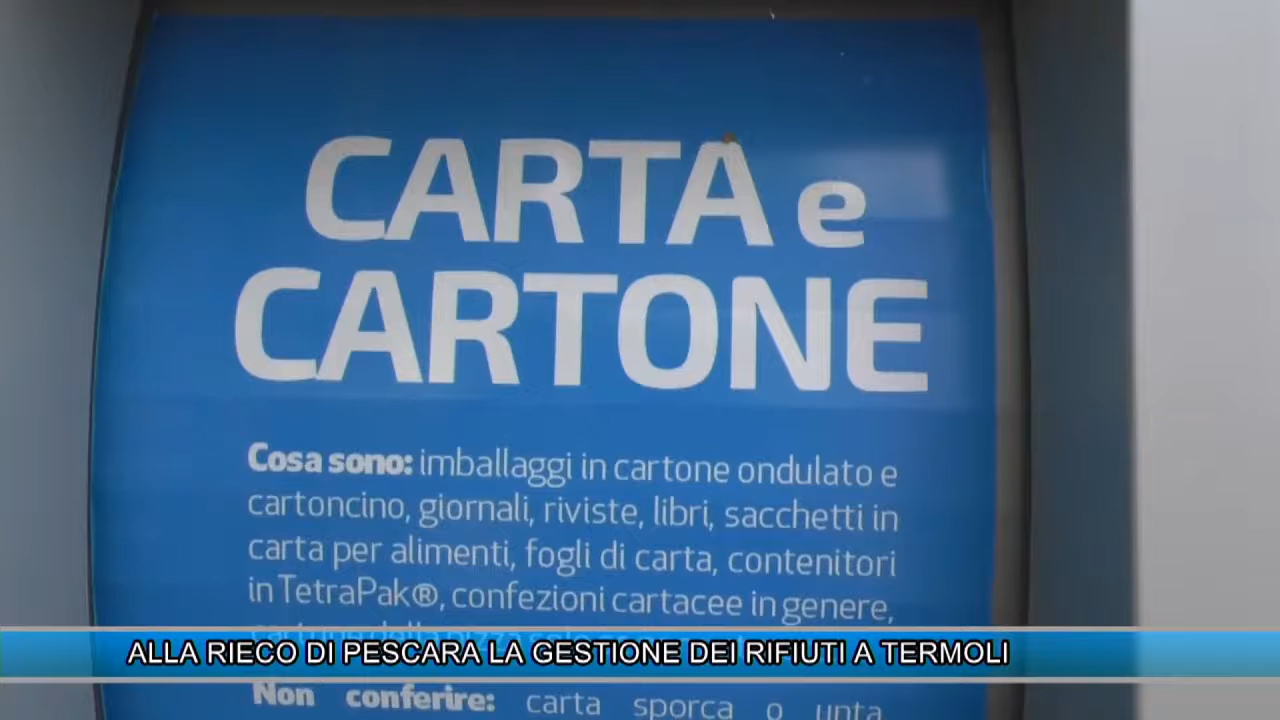 CARTA e
CARTONE
Cosa sono: imballaggi in cartone ondulato e
cartoncino, giornali, riviste, libri, sacchetti in
carta per alimenti, fogli di carta, contenitori
in TetraPak®, confezioni cartacee in genere,
ALLA RIECO DI PESCARA LA GESTIONE DEI RIFIUTI A TERMOLI
Non conferire: carta sporca o unta